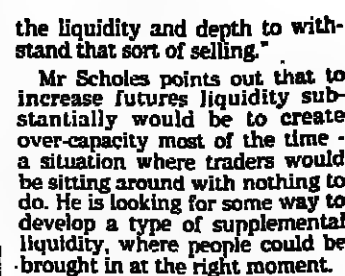 the liquidity and depth to with-
stand that sort of selling."
Mr Scholes points out that to
increase futures liquidity sub-
stantially would be to create
over-capacity most of the time -
a situation where traders would
be sitting around with nothing to
do. He is looking for some way to
develop a type of supplemental
liquidity, where people could be
brought in at the right moment.